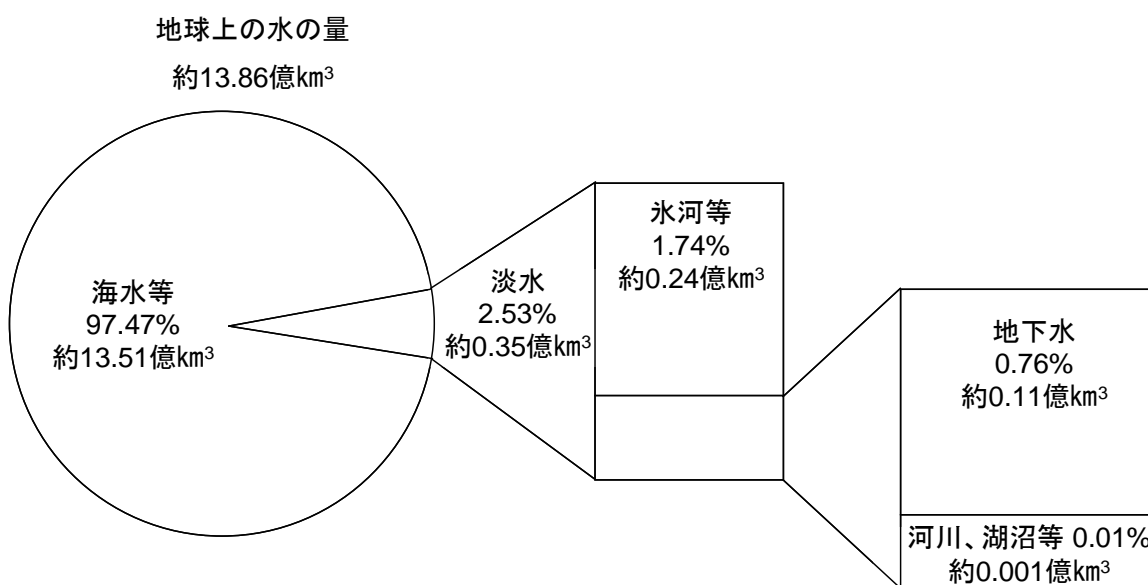 地球上の水の量
約13.86億km³
海水等
97.47%
約13.51億km³
淡水
2.53%
約0.35億km³
氷河等
1.74%
約0.24億km³
地下水
0.76%
約0.11億km³
河川、湖沼等 0.01%
約0.001億km³